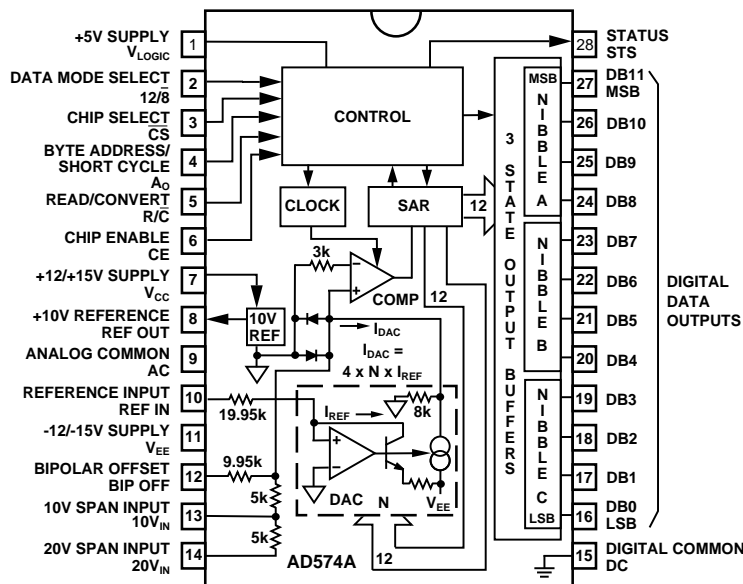 +5V SUPPLY
VLOGIC
1
DATA MODE SELECT
12/8̅
2
CHIP SELECT
C̅S̅
3
BYTE ADDRESS/
SHORT CYCLE
AO
4
READ/CONVERT
R/C̅
5
CHIP ENABLE
CE
6
+12/+15V SUPPLY
VCC
7
+10V REFERENCE
REF OUT
8
ANALOG COMMON
AC
9
REFERENCE INPUT
REF IN
10
-12/-15V SUPPLY
VEE
11
BIPOLAR OFFSET
BIP OFF
12
10V SPAN INPUT
10VIN
13
20V SPAN INPUT
20VIN
14
CONTROL
CLOCK
SAR
12
3k
COMP
12
10V
REF
IDAC
IDAC =
4 x N x IREF
19.95k
IREF
8k
9.95k
5k
5k
DAC
N
VEE
12
AD574A
3 STATE OUTPUT BUFFERS
MSB
NIBBLE A
NIBBLE B
NIBBLE C
LSB
28
STATUS
STS
27
DB11
MSB
26
DB10
25
DB9
24
DB8
23
DB7
22
DB6
21
DB5
20
DB4
19
DB3
18
DB2
17
DB1
16
DB0
LSB
15
DIGITAL COMMON
DC
DIGITAL
DATA
OUTPUTS